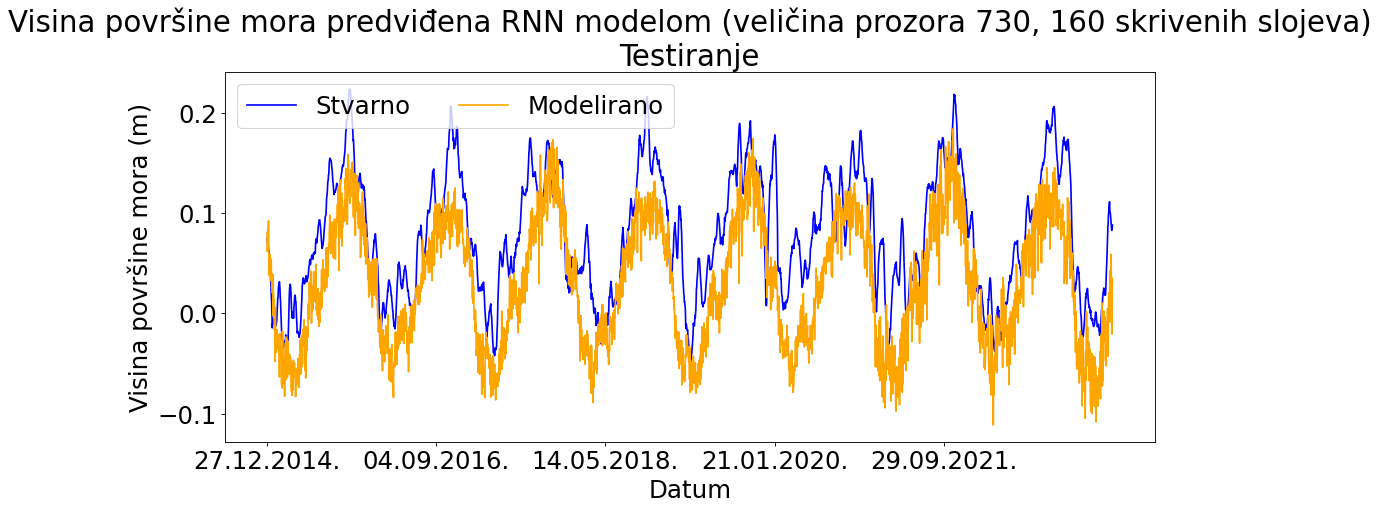 Visina površine mora predviđena RNN modelom (veličina prozora 730, 160 skrivenih slojeva)
Testiranje
Stvarno Modelirano
Visina površine mora (m)
0.2
0.1
0.0
−0.1
27.12.2014. 04.09.2016. 14.05.2018. 21.01.2020. 29.09.2021.
Datum